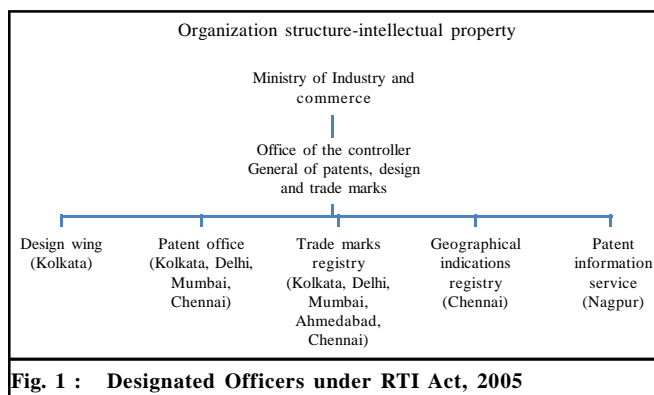 Organization structure-intellectual property
Ministry of Industry and
commerce
Office of the controller
General of patents, design
and trade marks
Design wing
(Kolkata)
Patent office
(Kolkata, Delhi,
Mumbai,
Chennai)
Trade marks
registry
(Kolkata, Delhi,
Mumbai,
Ahmedabad,
Chennai)
Geographical
indications
registry
(Chennai)
Patent
information
service
(Nagpur)
Fig. 1 : Designated Officers under RTI Act, 2005